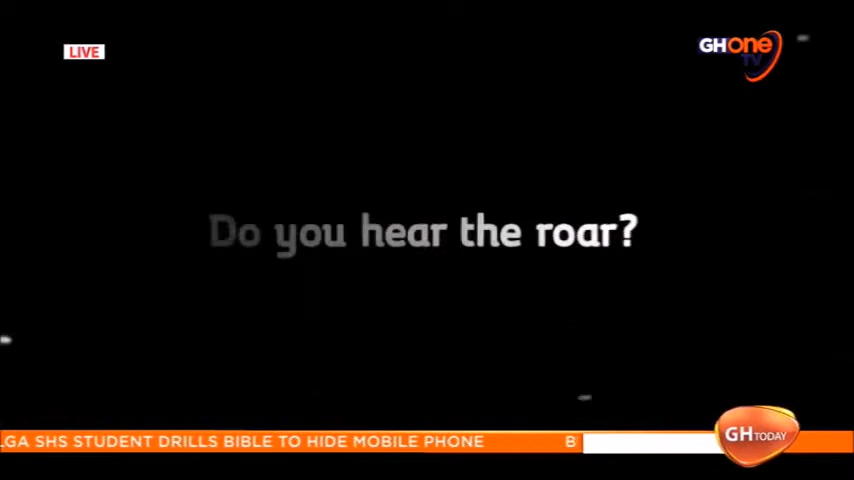 LIVE
GHONE
TV
Do you hear the roar?
LGA SHS STUDENT DRILLS BIBLE TO HIDE MOBILE PHONE B
GH TODAY